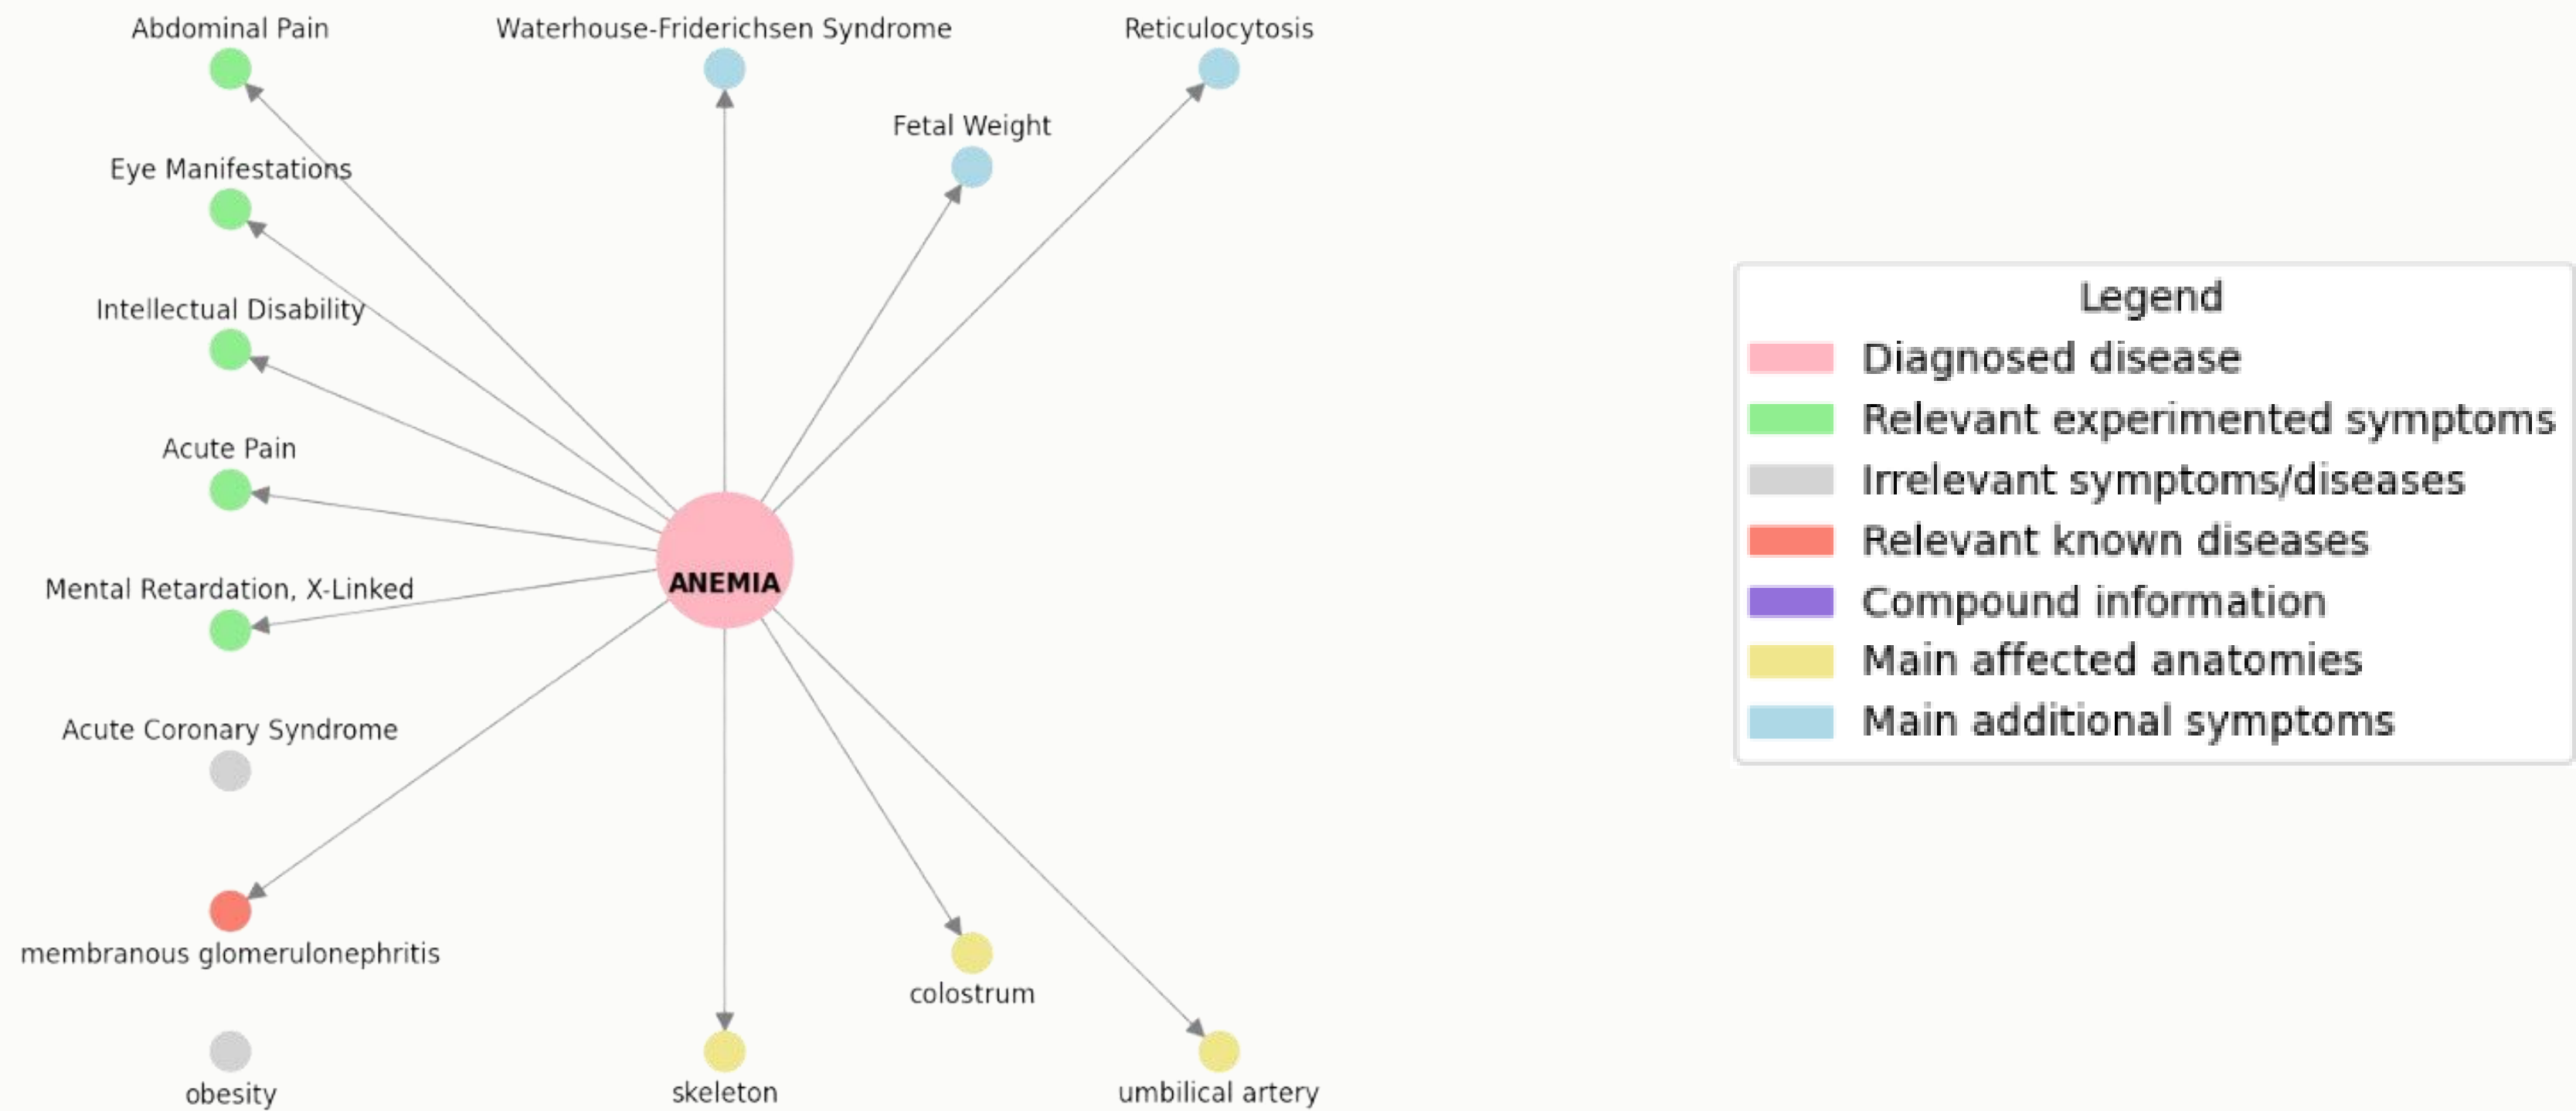 Abdominal Pain
Waterhouse-Friderichsen Syndrome
Reticulocytosis
Fetal Weight
Eye Manifestations
Intellectual Disability
Acute Pain
ANEMIA
Mental Retardation, X-Linked
Acute Coronary Syndrome
membranous glomerulonephritis
colostrum
obesity
skeleton
umbilical artery
Legend
Diagnosed disease
Relevant experimented symptoms
Irrelevant symptoms/diseases
Relevant known diseases
Compound information
Main affected anatomies
Main additional symptoms